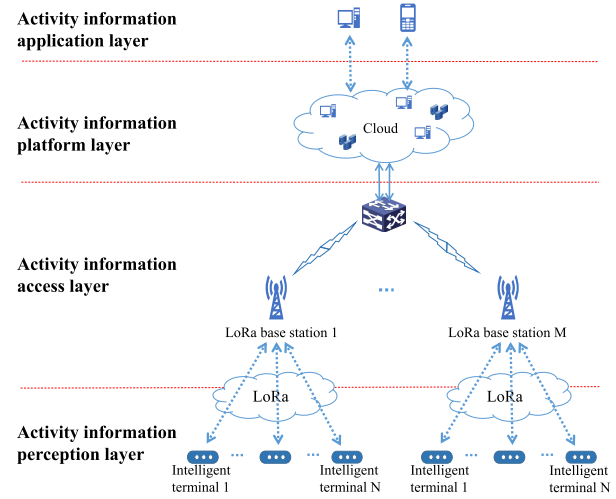 Activity information
application layer
Activity information
platform layer
Cloud
Activity information
access layer
...
LoRa base station 1
LoRa base station M
LoRa
LoRa
Activity information
perception layer
...
...
...
...
Intelligent
terminal 1
Intelligent
terminal N
Intelligent
terminal 1
Intelligent
terminal N